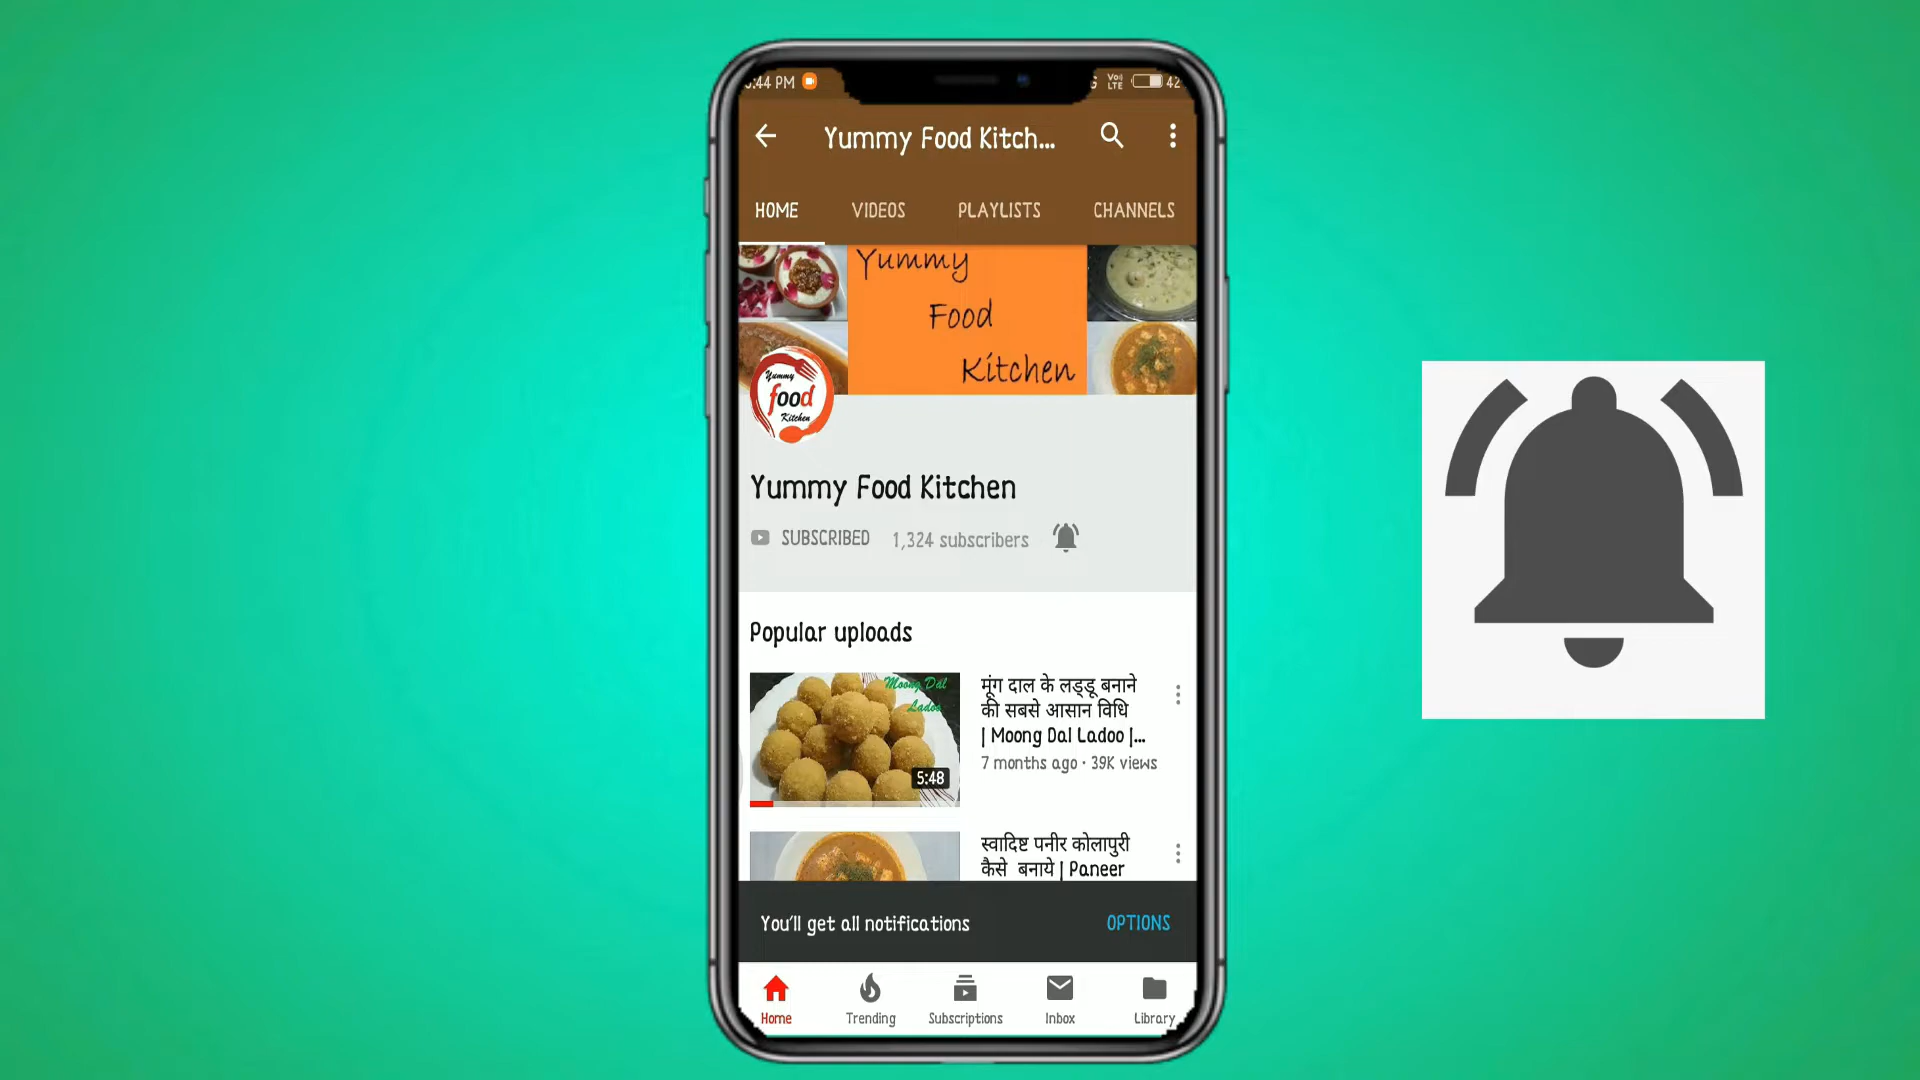 :44 PM
Voll LTE
42
Yummy Food Kitch...
HOME VIDEOS PLAYLISTS CHANNELS
Yummy
Food
Kitchen
Yummy
food
Kitchen
Yummy Food Kitchen
SUBSCRIBED 1,324 subscribers
Popular uploads
Moong Dal
Ladoo
5:48
मूंग दाल के लड्डू बनाने
की सबसे आसान विधि
| Moong Dal Ladoo |...
7 months ago · 39K views
स्वादिष्ट पनीर कोलापुरी
कैसे बनाये | Paneer
You'll get all notifications OPTIONS
Home Trending Subscriptions Inbox Library